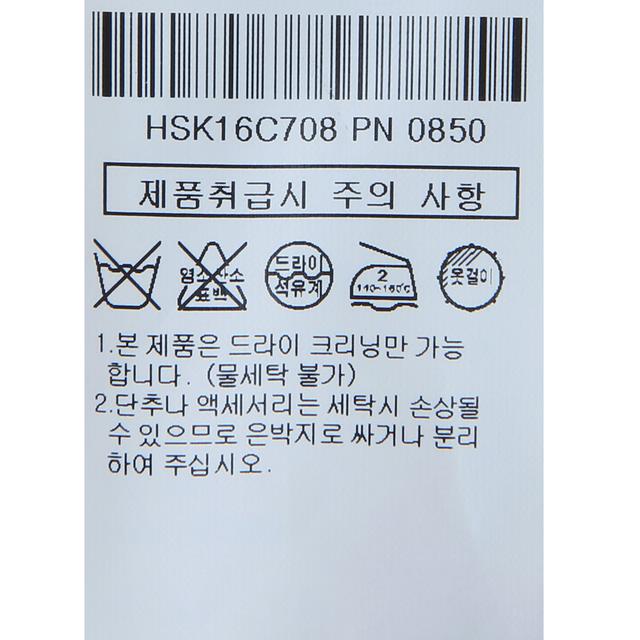 HSK16C708 PN 0850
제품취급시 주의 사항
염소산소
표백
드라이
석유계
2
140~160℃
옷걸이
1.본 제품은 드라이 크리닝만 가능
합니다. (물세탁 불가)
2.단추나 액세서리는 세탁시 손상될
수 있으므로 은박지로 싸거나 분리
하여 주십시오.